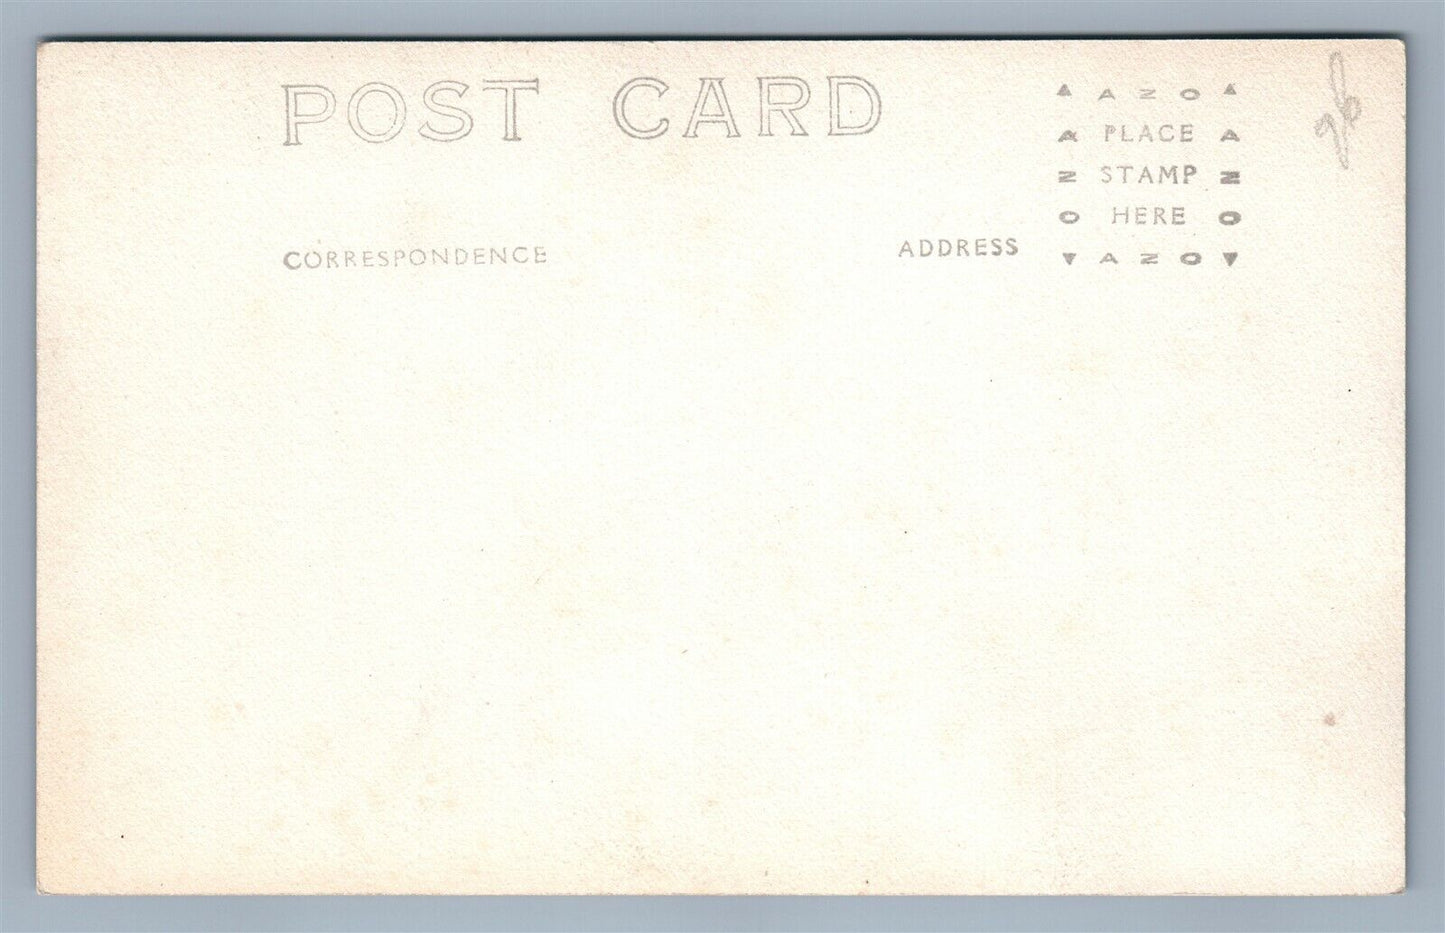 POST CARD
▲ A Z O ▲
A PLACE A
Z STAMP Z
O HERE O
▼ A Z O ▼
CORRESPONDENCE
ADDRESS